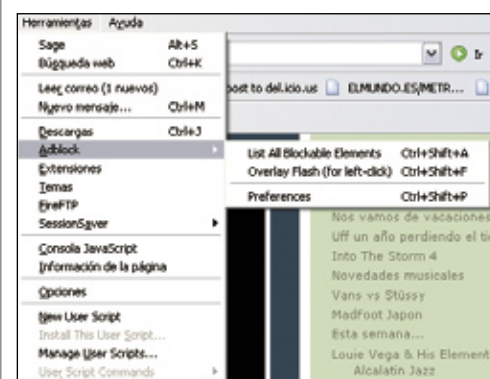 Herramientas Ayuda
Sage Alt+S
Búsqueda web Ctrl+K
Leer correo (1 nuevos)
Nuevo mensaje... Ctrl+M
Descargas Ctrl+J
Adblock
Extensiones
Temas
FireFTP
SessionSaver
Consola JavaScript
Información de la página
Opciones
New User Script
Install This User Script...
Manage User Scripts...
User Script Commands
Ir
post to del.icio.us ELMUNDO.ES/METR...
List All Blockable Elements Ctrl+Shift+A
Overlay Flash (for left-click) Ctrl+Shift+F
Preferences Ctrl+Shift+P
Nos vamos de vacaciones
Uff un año perdiendo el ti
Into The Storm 4
Novedades musicales
Vans vs Stüssy
MadFoot Japon
Esta semana...
Louie Vega & His Element
Alcalatin Jazz